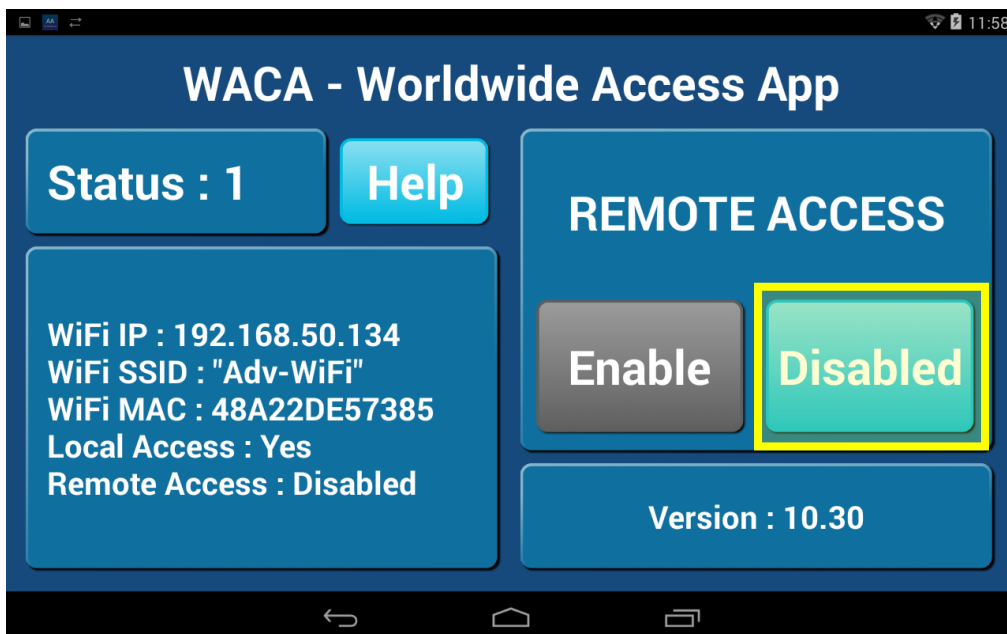 11:58
WACA - Worldwide Access App
Status : 1
Help
WiFi IP : 192.168.50.134
WiFi SSID : "Adv-WiFi"
WiFi MAC : 48A22DE57385
Local Access : Yes
Remote Access : Disabled
REMOTE ACCESS
Enable
Disabled
Version : 10.30